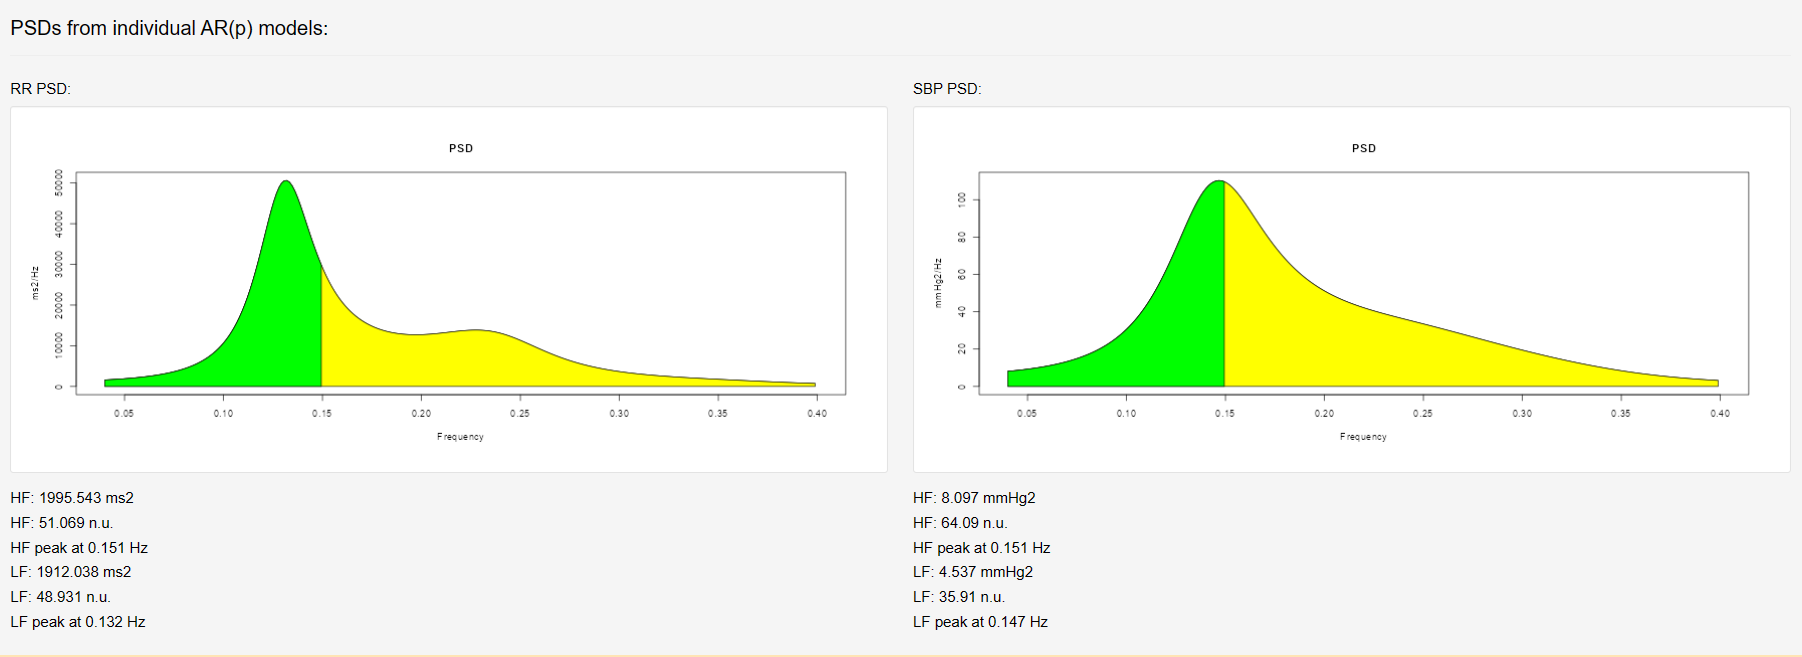 PSDs from individual AR(p) models:
RR PSD:
PSD
ms2/Hz
50000
40000
30000
20000
10000
0
0.05 0.10 0.15 0.20 0.25 0.30 0.35 0.40
Frequency
HF: 1995.543 ms2
HF: 51.069 n.u.
HF peak at 0.151 Hz
LF: 1912.038 ms2
LF: 48.931 n.u.
LF peak at 0.132 Hz
SBP PSD:
PSD
mmHg2/Hz
100
80
60
40
20
0
0.05 0.10 0.15 0.20 0.25 0.30 0.35 0.40
Frequency
HF: 8.097 mmHg2
HF: 64.09 n.u.
HF peak at 0.151 Hz
LF: 4.537 mmHg2
LF: 35.91 n.u.
LF peak at 0.147 Hz